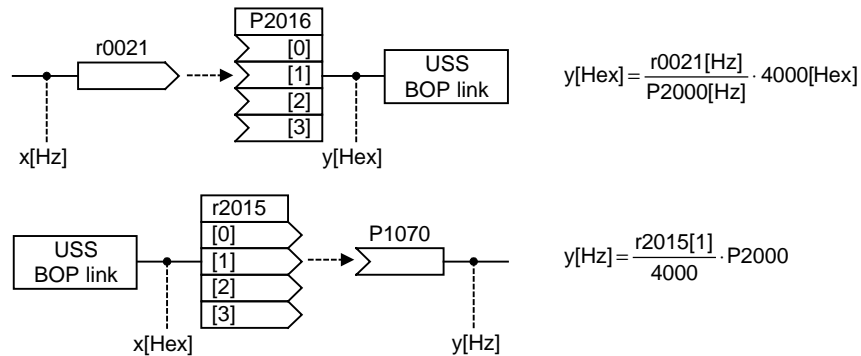 P2016
r0021
[0]
[1]
[2]
[3]
USS
BOP link
x[Hz]
y[Hex]
y[Hex] = r0021[Hz] / P2000[Hz] · 4000[Hex]
r2015
[0]
[1]
[2]
[3]
USS
BOP link
P1070
x[Hex]
y[Hz]
y[Hz] = r2015[1] / 4000 · P2000